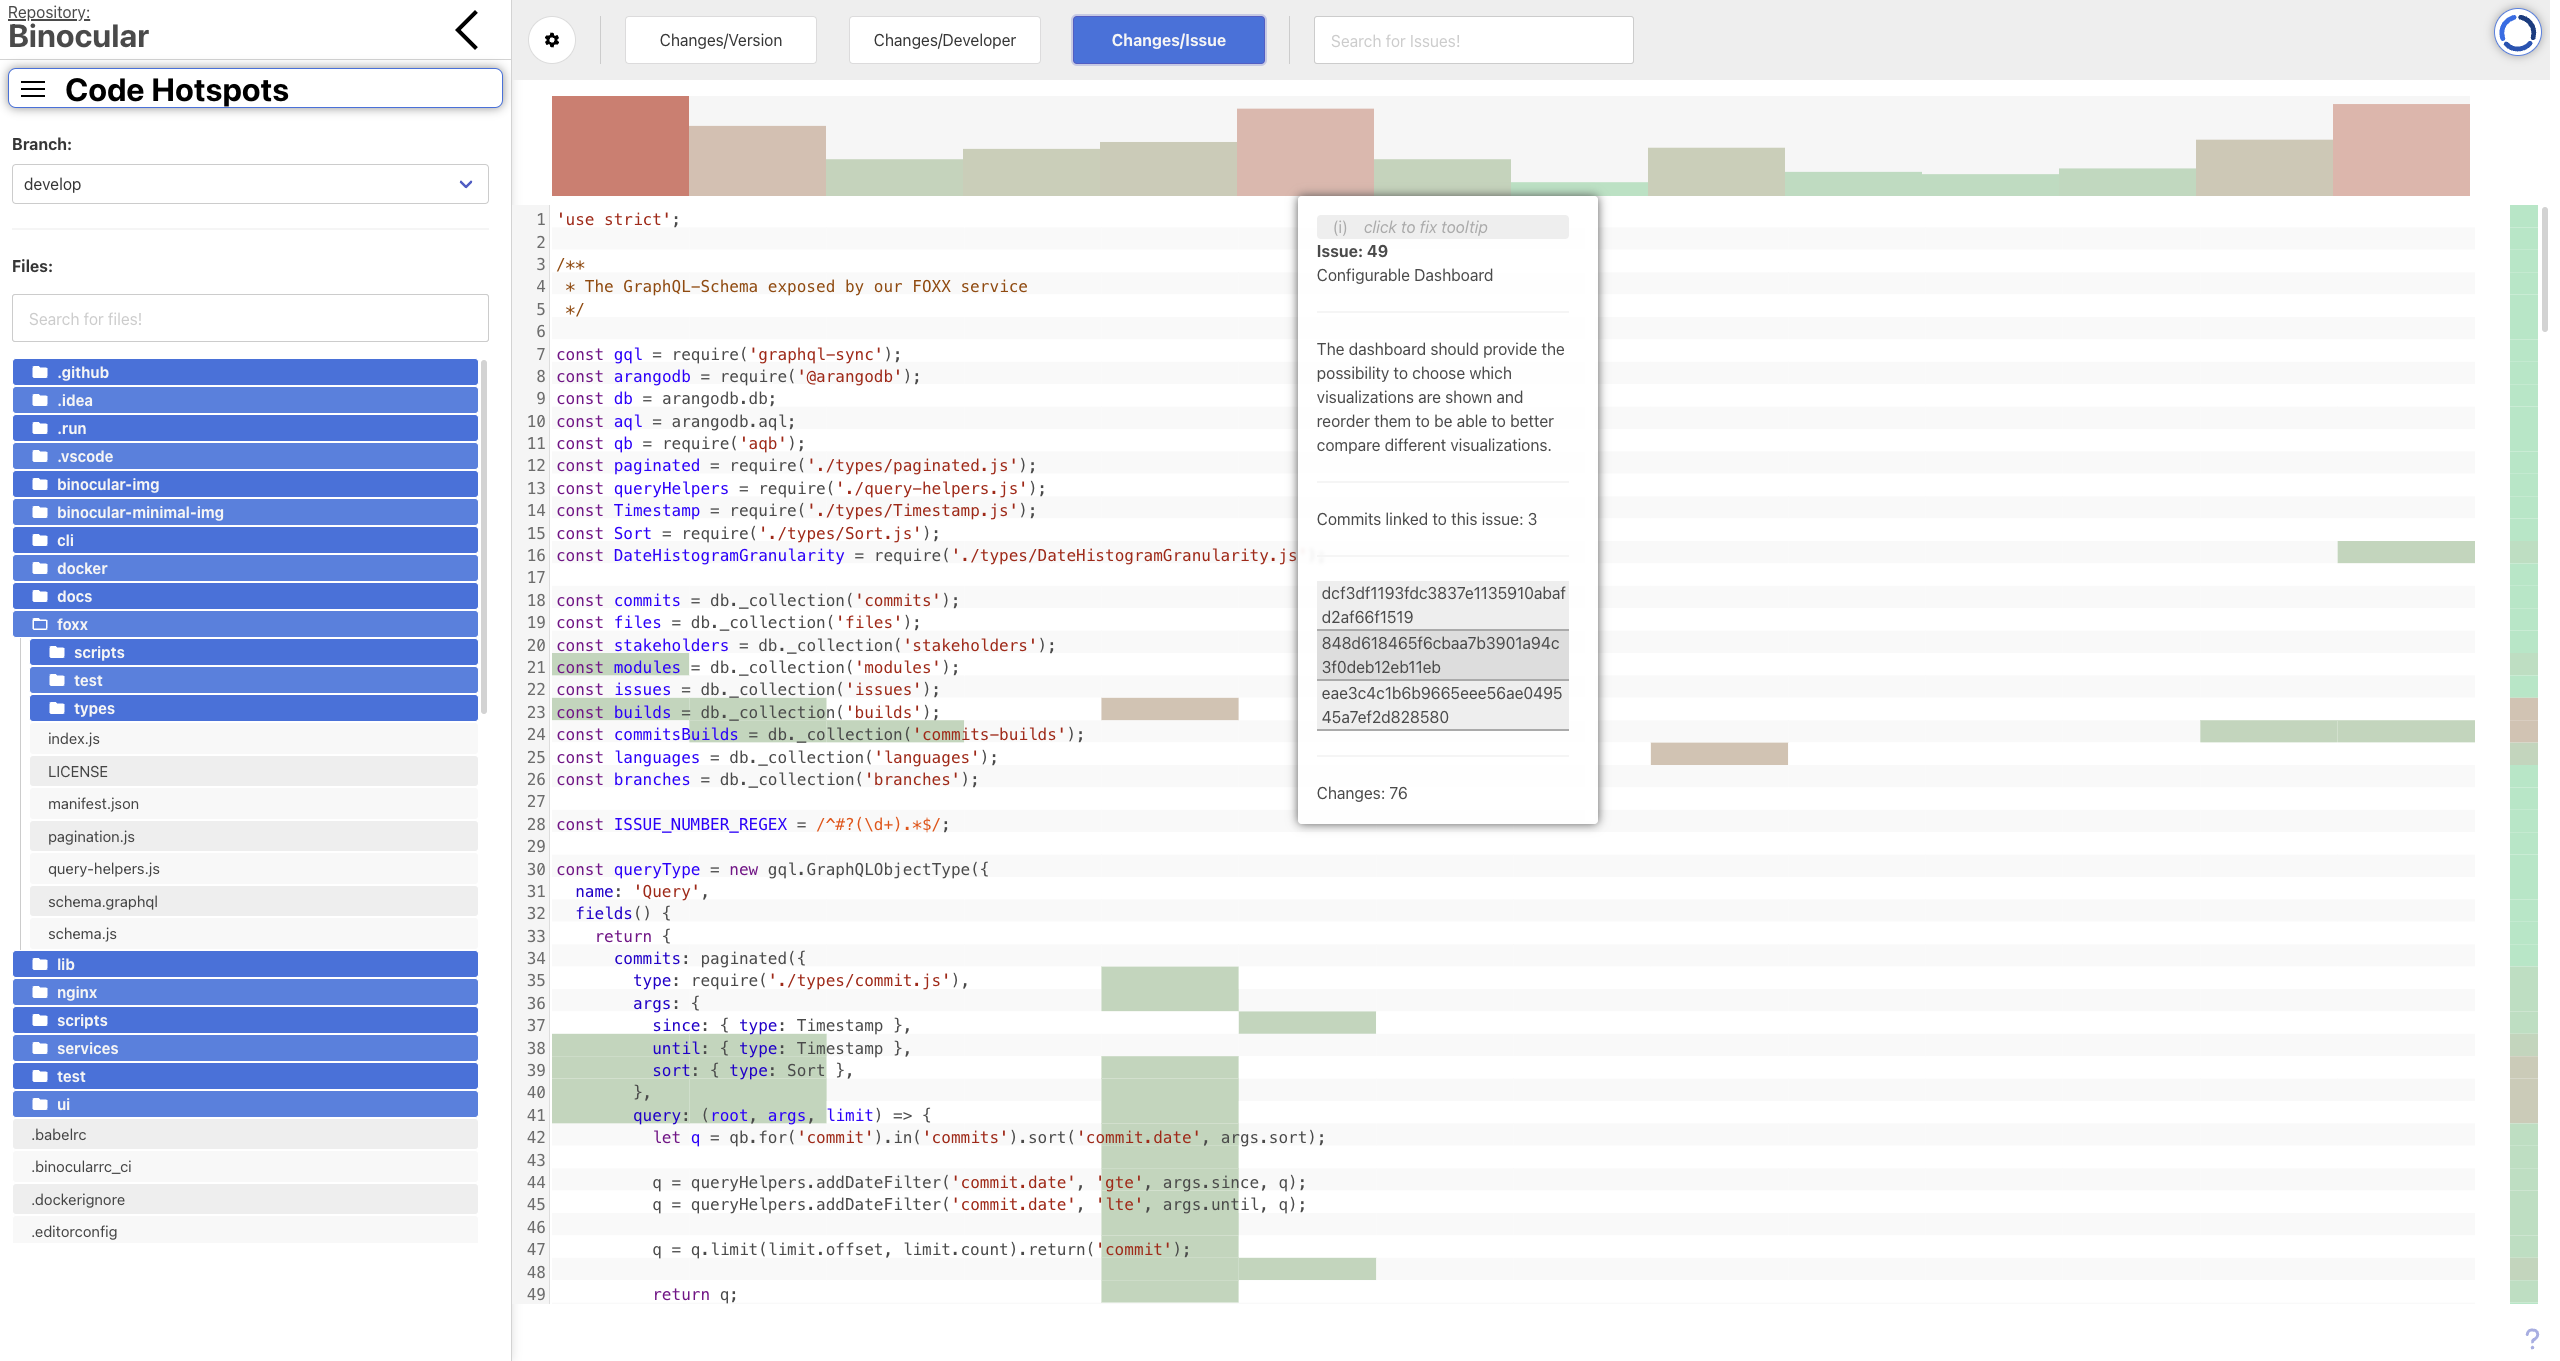 Repository:
Binocular
Code Hotspots
Branch:
develop
Files:
Search for files!
.github
.idea
.run
.vscode
binocular-img
binocular-minimal-img
cli
docker
docs
foxx
scripts
test
types
index.js
LICENSE
manifest.json
pagination.js
query-helpers.js
schema.graphql
schema.js
lib
nginx
scripts
services
test
ui
.babelrc
.binocularrc_ci
.dockerignore
.editorconfig
Changes/Version
Changes/Developer
Changes/Issue
Search for Issues!
1 'use strict';
2
3 /**
4 * The GraphQL-Schema exposed by our FOXX service
5 */
6
7 const gql = require('graphql-sync');
8 const arangodb = require('@arangodb');
9 const db = arangodb.db;
10 const aql = arangodb.aql;
11 const qb = require('aqb');
12 const paginated = require('./types/paginated.js');
13 const queryHelpers = require('./query-helpers.js');
14 const Timestamp = require('./types/Timestamp.js');
15 const Sort = require('./types/Sort.js');
16 const DateHistogramGranularity = require('./types/DateHistogramGranularity.js
17
18 const commits = db._collection('commits');
19 const files = db._collection('files');
20 const stakeholders = db._collection('stakeholders');
21 const modules = db._collection('modules');
22 const issues = db._collection('issues');
23 const builds = db._collection('builds');
24 const commitsBuilds = db._collection('commits-builds');
25 const languages = db._collection('languages');
26 const branches = db._collection('branches');
27
28 const ISSUE_NUMBER_REGEX = /^#?(\d+).*$/;
29
30 const queryType = new gql.GraphQLObjectType({
31 name: 'Query',
32 fields() {
33 return {
34 commits: paginated({
35 type: require('./types/commit.js'),
36 args: {
37 since: { type: Timestamp },
38 until: { type: Timestamp },
39 sort: { type: Sort },
40 },
41 query: (root, args, limit) => {
42 let q = qb.for('commit').in('commits').sort('commit.date', args.sort);
43
44 q = queryHelpers.addDateFilter('commit.date', 'gte', args.since, q);
45 q = queryHelpers.addDateFilter('commit.date', 'lte', args.until, q);
46
47 q = q.limit(limit.offset, limit.count).return('commit');
48
49 return q;
(i) click to fix tooltip
Issue: 49
Configurable Dashboard
The dashboard should provide the
possibility to choose which
visualizations are shown and
reorder them to be able to better
compare different visualizations.
Commits linked to this issue: 3
dcf3df1193fdc3837e1135910abaf
d2af66f1519
848d618465f6cbaa7b3901a94c
3f0deb12eb11eb
eae3c4c1b6b9665eee56ae0495
45a7ef2d828580
Changes: 76
?